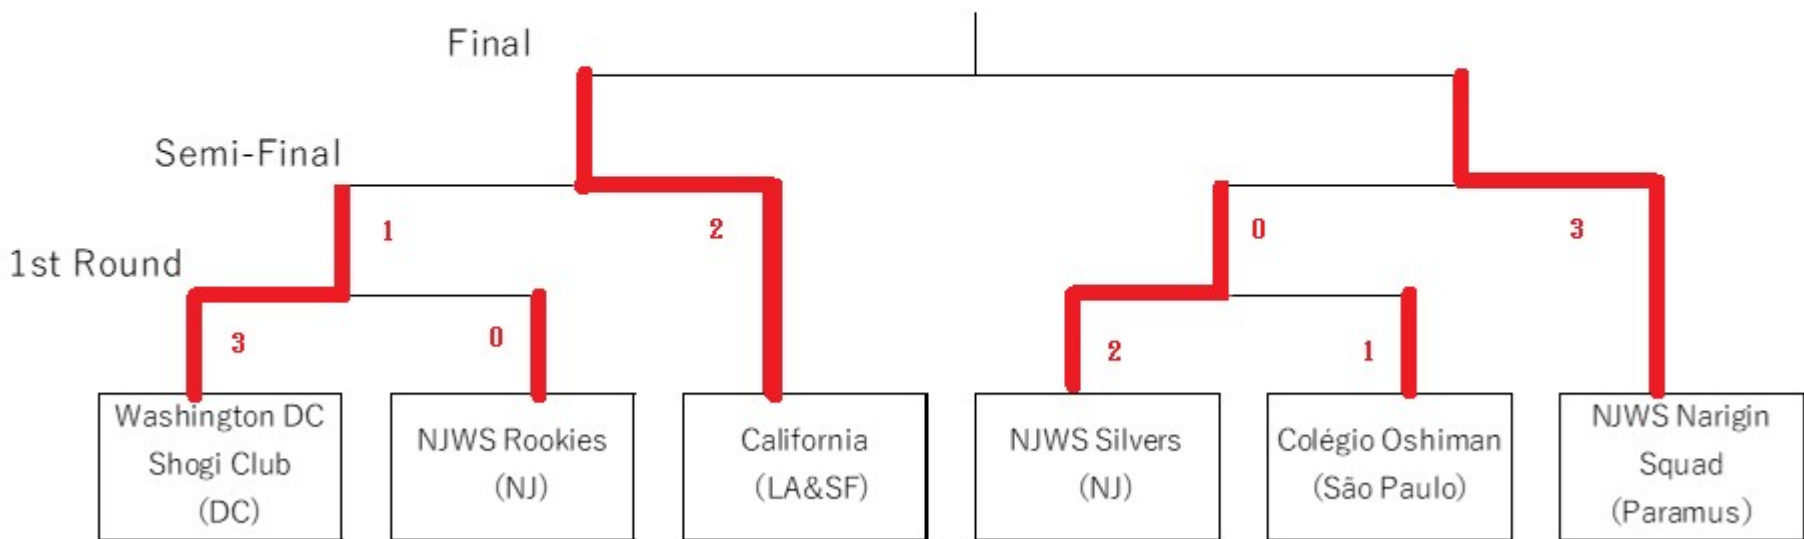 Final
Semi-Final
1 2 0 3
1st Round
3 0 2 1
Washington DC
Shogi Club
(DC)
NJWS Rookies
(NJ)
California
(LA&SF)
NJWS Silvers
(NJ)
Colégio Oshiman
(São Paulo)
NJWS Narigin
Squad
(Paramus)